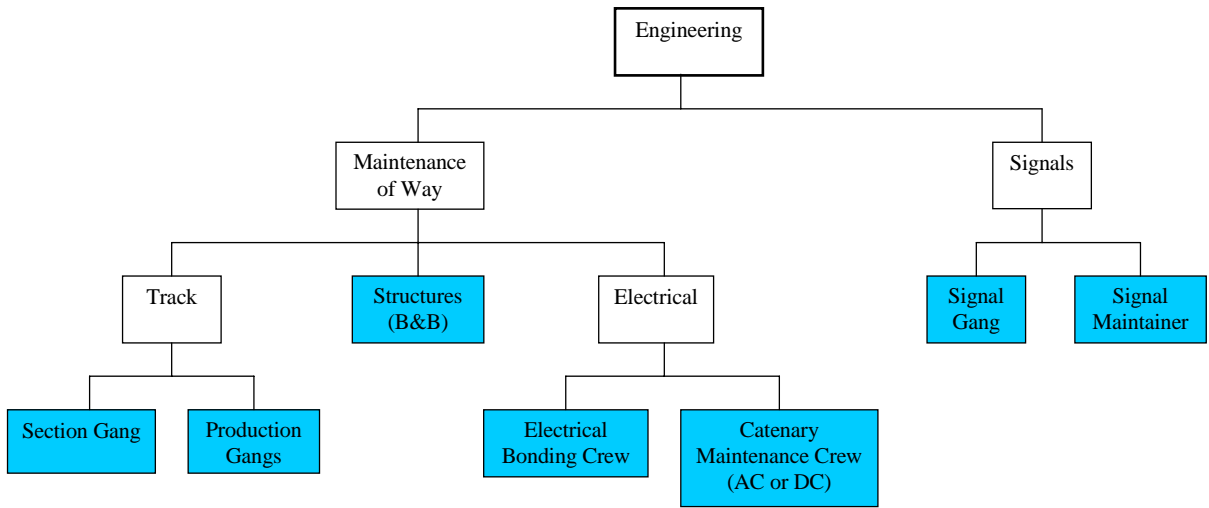 Engineering
Maintenance
of Way
Signals
Track
Structures
(B&B)
Electrical
Signal
Gang
Signal
Maintainer
Section Gang
Production
Gangs
Electrical
Bonding Crew
Catenary
Maintenance Crew
(AC or DC)